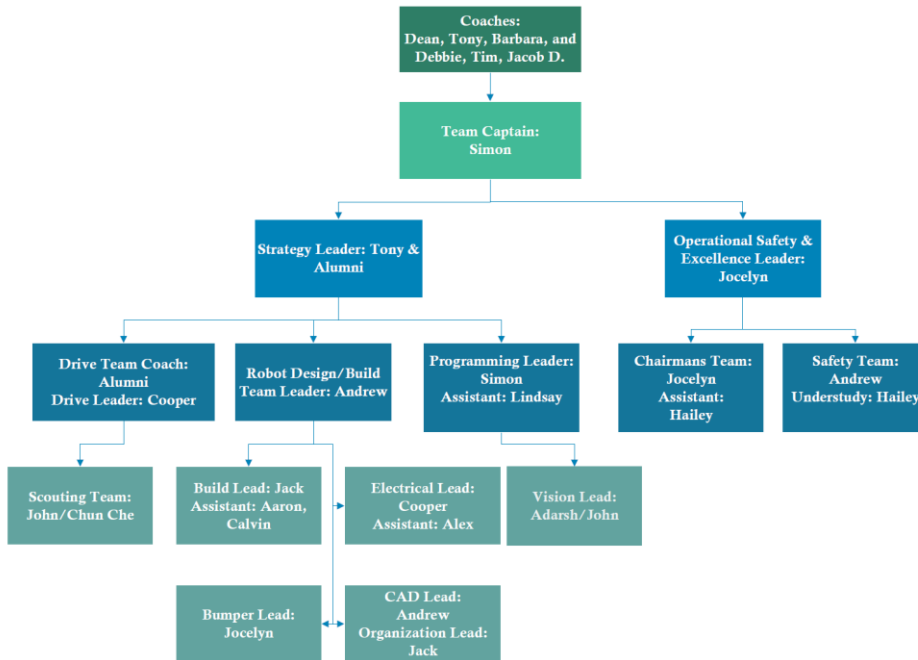 Coaches:
Dean, Tony, Barbara, and
Debbie, Tim, Jacob D.
Team Captain:
Simon
Strategy Leader: Tony &
Alumni
Operational Safety &
Excellence Leader:
Jocelyn
Drive Team Coach:
Alumni
Drive Leader: Cooper
Robot Design/Build
Team Leader: Andrew
Programming Leader:
Simon
Assistant: Lindsay
Chairmans Team:
Jocelyn
Assistant:
Hailey
Safety Team:
Andrew
Understudy: Hailey
Scouting Team:
John/Chun Che
Build Lead: Jack
Assistant: Aaron,
Calvin
Electrical Lead:
Cooper
Assistant: Alex
Vision Lead:
Adarsh/John
Bumper Lead:
Jocelyn
CAD Lead:
Andrew
Organization Lead:
Jack